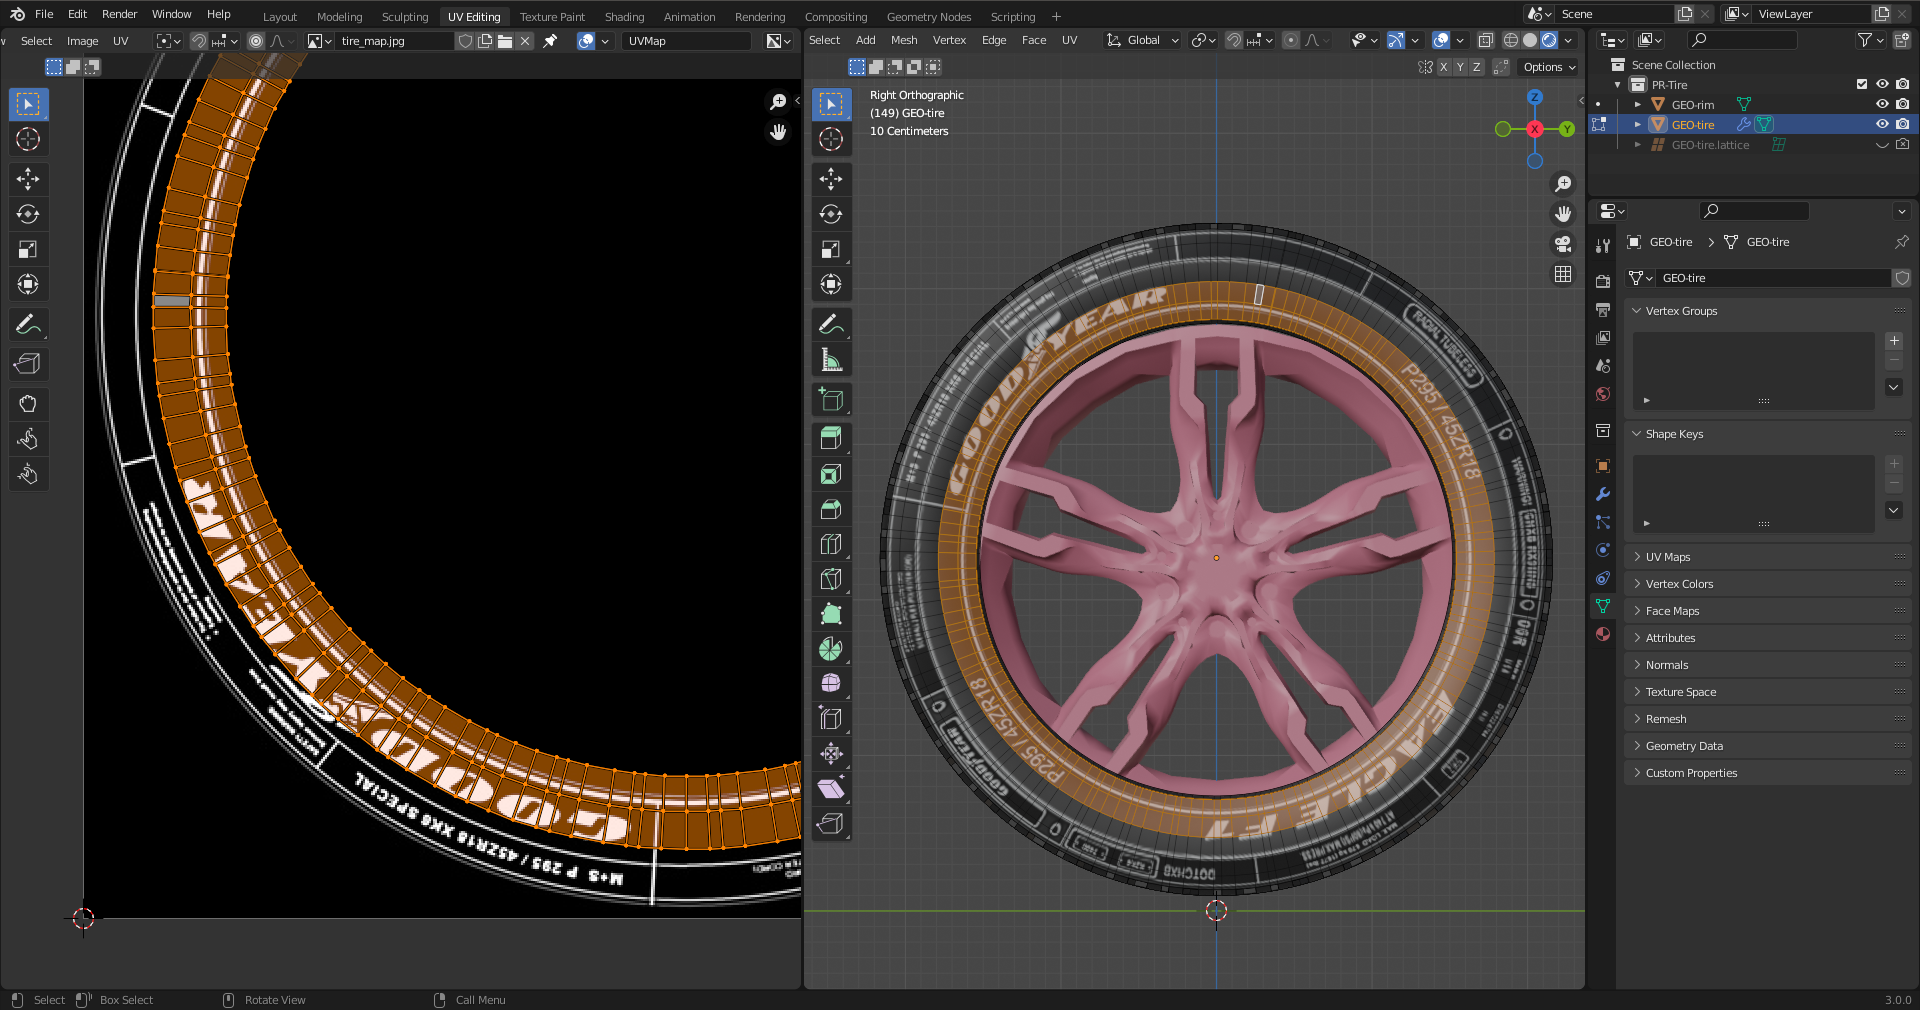 File Edit Render Window Help Layout Modeling Sculpting UV Editing Texture Paint Shading Animation Rendering Compositing Geometry Nodes Scripting + Scene ViewLayer
Select Image UV tire_map.jpg UVMap
Select Add Mesh Vertex Edge Face UV Global
X Y Z Options
Right Orthographic
(149) GEO-tire
10 Centimeters
Z
X
Y
Scene Collection
PR-Tire
GEO-rim
GEO-tire
GEO-tire.lattice
GEO-tire GEO-tire
GEO-tire
Vertex Groups
Shape Keys
UV Maps
Vertex Colors
Face Maps
Attributes
Normals
Texture Space
Remesh
Geometry Data
Custom Properties
M+S P 295 / 45ZR18 XK8 SPECIAL
GOODYEAR
RADIAL TUBELESS
P295 / 45ZR18
EAGLE F1
P295 / 45ZR18
GOODYEAR
DOTCHXB
Select Box Select Rotate View Call Menu 3.0.0